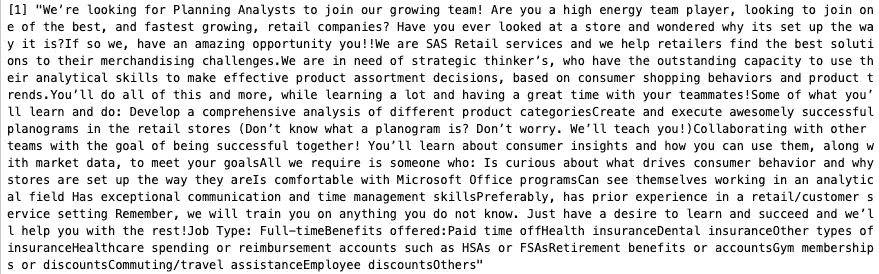 [1] "We're looking for Planning Analysts to join our growing team! Are you a high energy team player, looking to join on
e of the best, and fastest growing, retail companies? Have you ever looked at a store and wondered why its set up the wa
y it is?If so we, have an amazing opportunity you!!We are SAS Retail services and we help retailers find the best soluti
ons to their merchandising challenges.We are in need of strategic thinker's, who have the outstanding capacity to use th
eir analytical skills to make effective product assortment decisions, based on consumer shopping behaviors and product t
rends.You'll do all of this and more, while learning a lot and having a great time with your teammates!Some of what you'
ll learn and do: Develop a comprehensive analysis of different product categoriesCreate and execute awesomely successful
planograms in the retail stores (Don't know what a planogram is? Don't worry. We'll teach you!)Collaborating with other
teams with the goal of being successful together! You'll learn about consumer insights and how you can use them, along w
ith market data, to meet your goalsAll we require is someone who: Is curious about what drives consumer behavior and why
stores are set up the way they areIs comfortable with Microsoft Office programsCan see themselves working in an analytic
al field Has exceptional communication and time management skillsPreferably, has prior experience in a retail/customer s
ervice setting Remember, we will train you on anything you do not know. Just have a desire to learn and succeed and we'l
l help you with the rest!Job Type: Full-timeBenefits offered:Paid time offHealth insuranceDental insuranceOther types of
insuranceHealthcare spending or reimbursement accounts such as HSAs or FSAsRetirement benefits or accountsGym membership
s or discountsCommuting/travel assistanceEmployee discountsOthers"